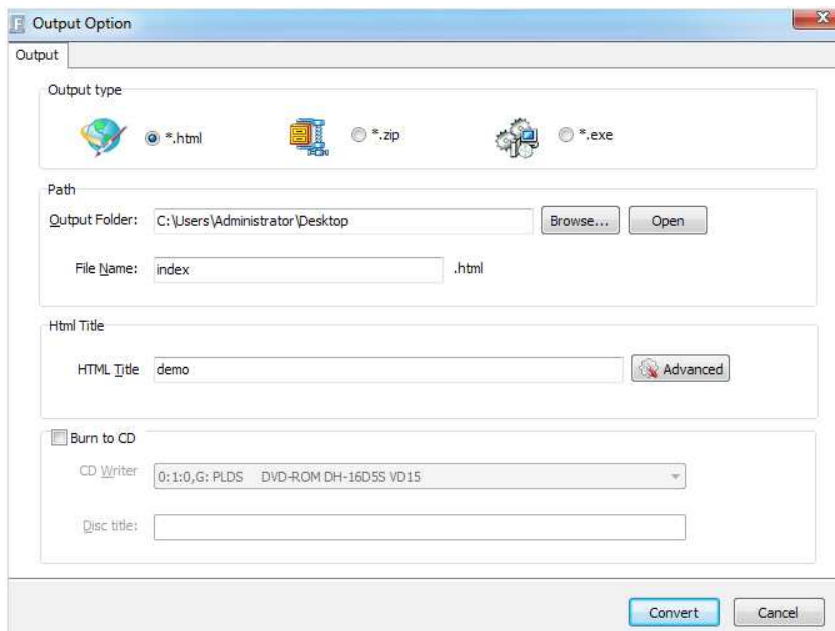 Output Option
Output
Output type
*.html
*.zip
*.exe
Path
Output Folder: C:\Users\Administrator\Desktop Browse... Open
File Name: index .html
Html Title
HTML Title demo Advanced
Burn to CD
CD Writer 0:1:0,G: PLDS DVD-ROM DH-16D5S VD15
Disc title:
Convert Cancel